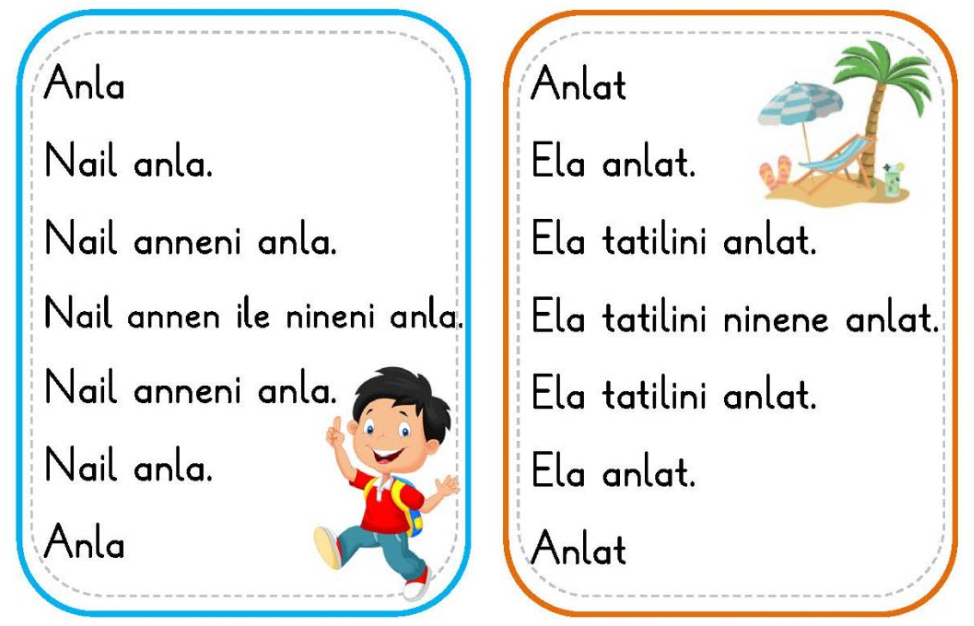 Anla
Nail anla.
Nail anneni anla.
Nail annen ile nineni anla.
Nail anneni anla.
Nail anla.
Anla
Anlat
Ela anlat.
Ela tatilini anlat.
Ela tatilini ninene anlat.
Ela tatilini anlat.
Ela anlat.
Anlat